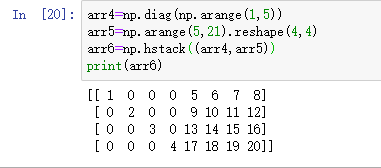 In [20]: arr4=np.diag(np.arange(1,5))
arr5=np.arange(5,21).reshape(4,4)
arr6=np.hstack((arr4,arr5))
print(arr6)
[[ 1 0 0 0 5 6 7 8]
[ 0 2 0 0 9 10 11 12]
[ 0 0 3 0 13 14 15 16]
[ 0 0 0 4 17 18 19 20]]